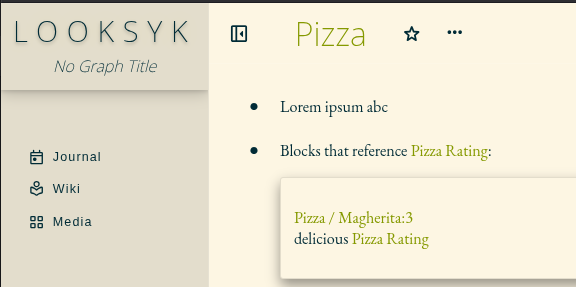 LOOKSYK
No Graph Title
Journal
Wiki
Media
Pizza
Lorem ipsum abc
Blocks that reference Pizza Rating:
Pizza / Magherita:3
delicious Pizza Rating